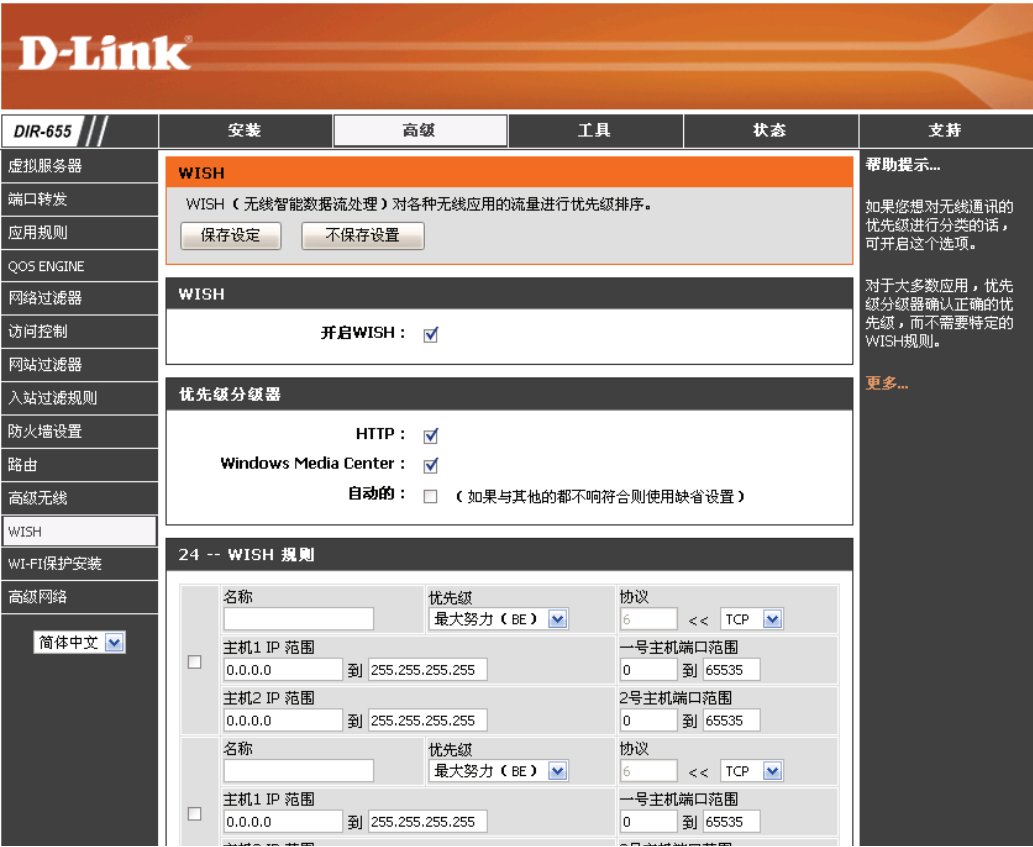 D-Link
DIR-655
安装
高级
工具
状态
支持
虚拟服务器
端口转发
应用规则
QOS ENGINE
网络过滤器
访问控制
网站过滤器
入站过滤规则
防火墙设置
路由
高级无线
WISH
WI-FI保护安装
高级网络
简体中文
WISH
WISH（无线智能数据流处理）对各种无线应用的流量进行优先级排序。
保存设定
不保存设置
WISH
开启WISH：
优先级分级器
HTTP：
Windows Media Center：
自动的：
（如果与其他的都不响符合则使用缺省设置）
24 -- WISH 规则
名称
优先级
协议
最大努力（BE）
6
<<
TCP
主机1 IP 范围
一号主机端口范围
0.0.0.0 到 255.255.255.255
0 到 65535
主机2 IP 范围
2号主机端口范围
0.0.0.0 到 255.255.255.255
0 到 65535
名称
优先级
协议
最大努力（BE）
6
<<
TCP
主机1 IP 范围
一号主机端口范围
0.0.0.0 到 255.255.255.255
0 到 65535
帮助提示...
如果您想对无线通讯的
优先级进行分类的话，
可开启这个选项。
对于大多数应用，优先
级分级器确认正确的优
先级，而不需要特定的
WISH规则。
更多...